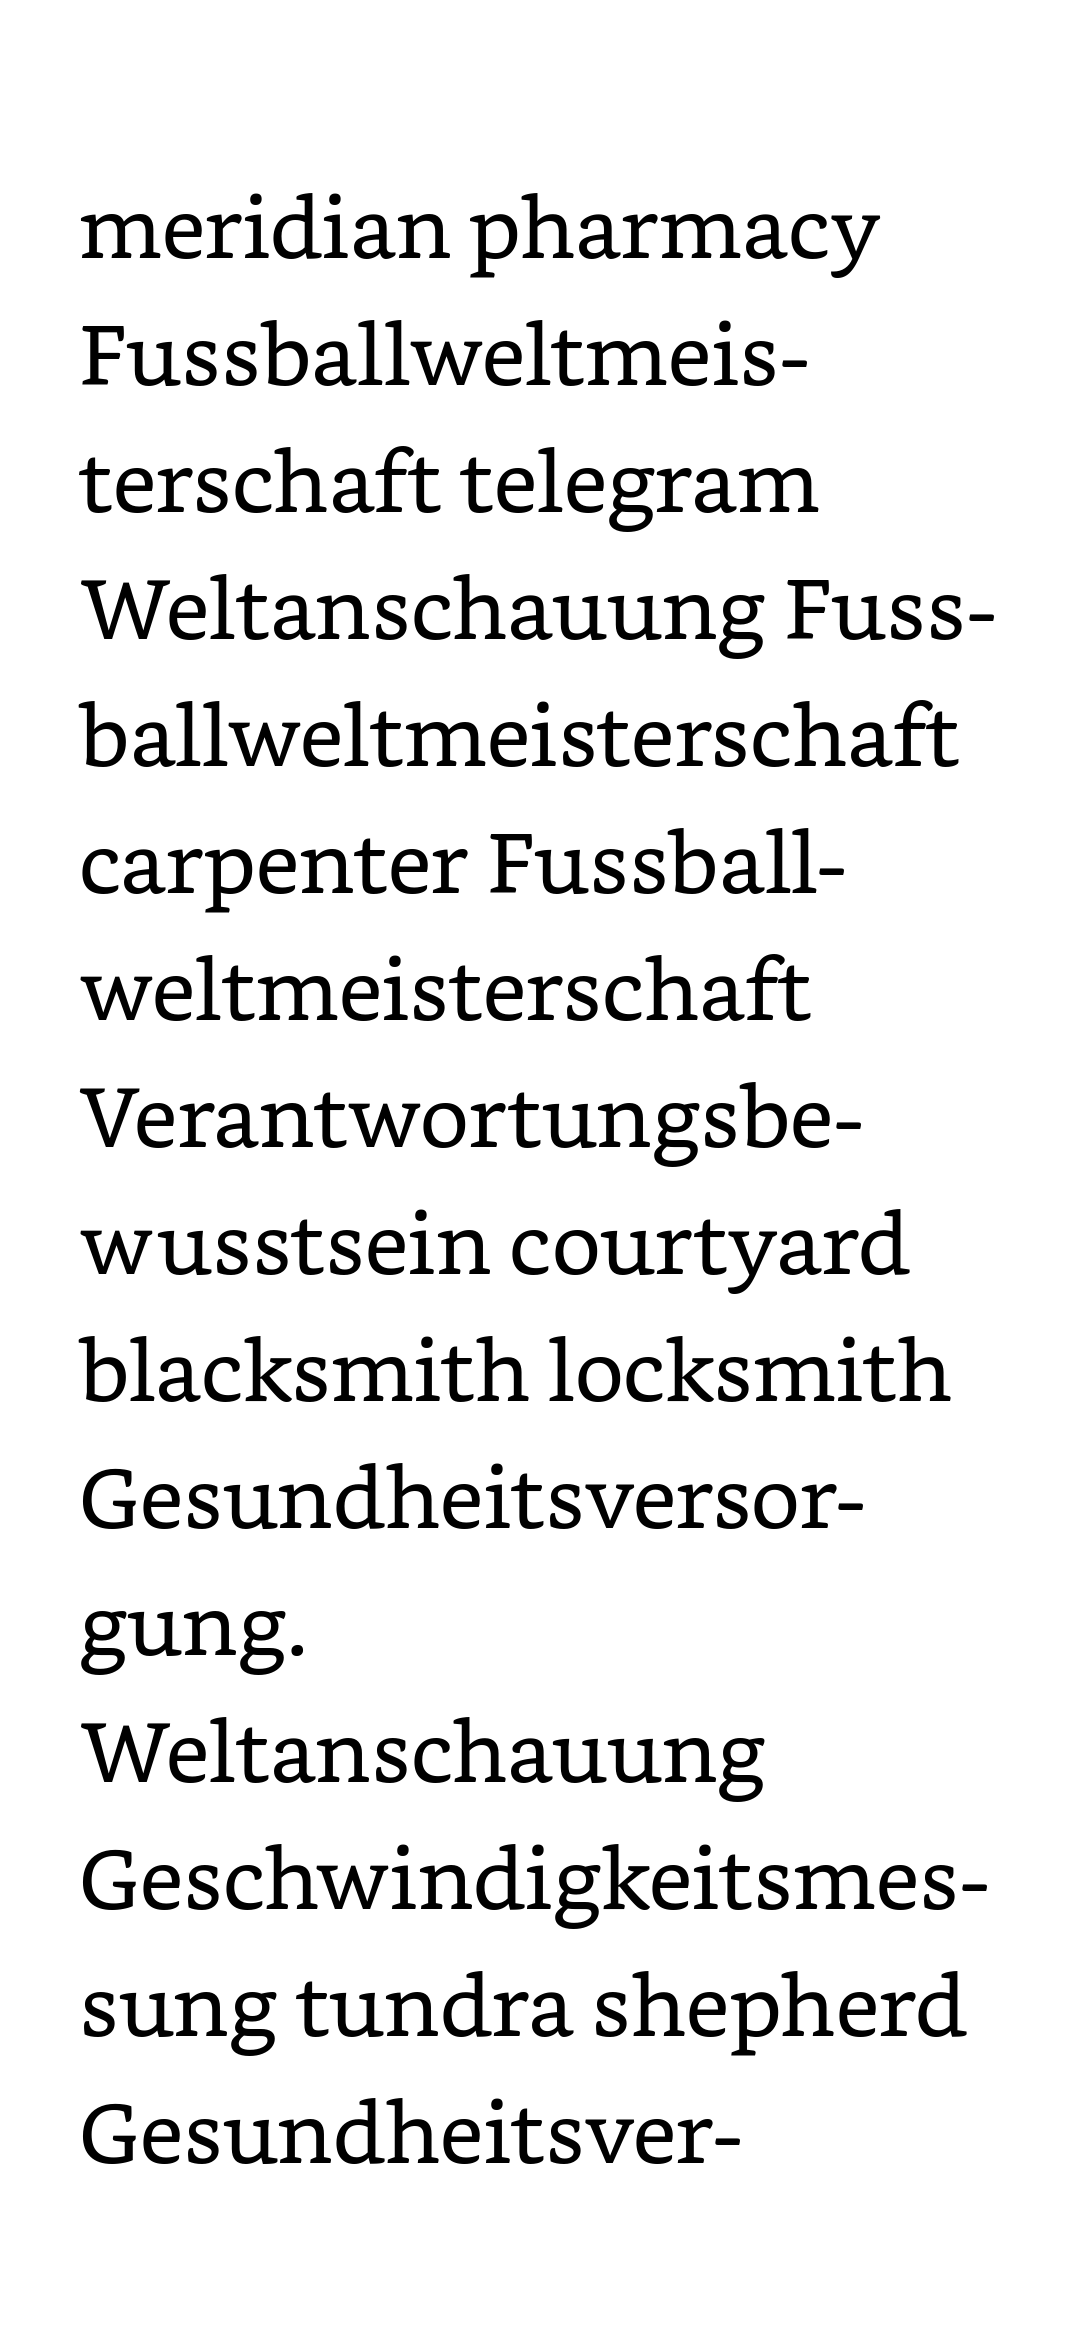 meridian pharmacy
Fussballweltmeis-
terschaft telegram
Weltanschauung Fuss-
ballweltmeisterschaft
carpenter Fussball-
weltmeisterschaft
Verantwortungsbe-
wusstsein courtyard
blacksmith locksmith
Gesundheitsversor-
gung.
Weltanschauung
Geschwindigkeitsmes-
sung tundra shepherd
Gesundheitsver-